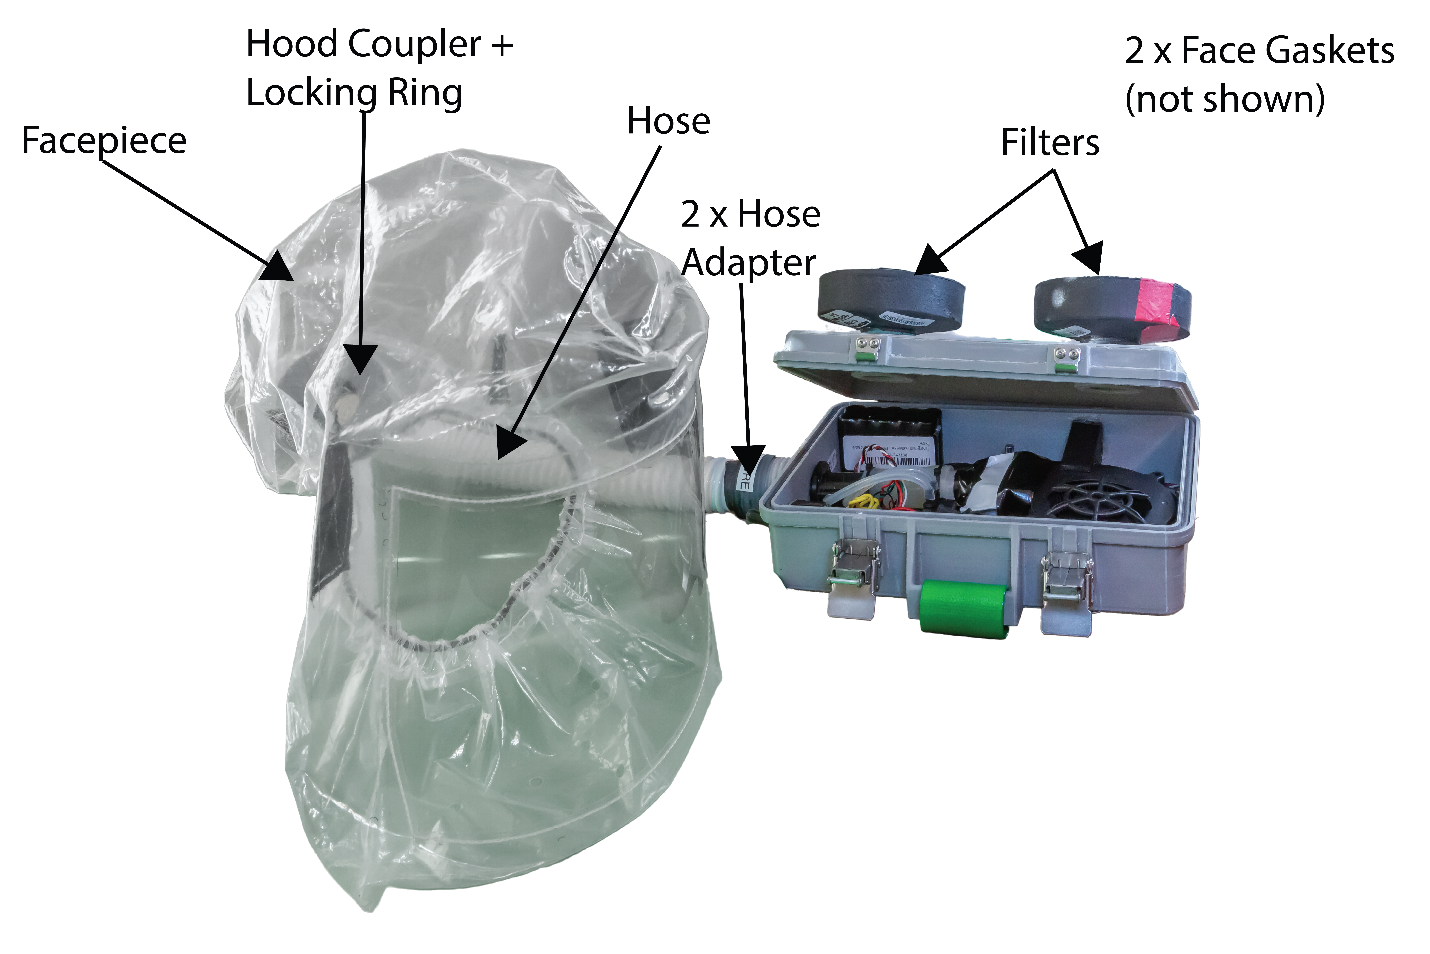 Hood Coupler +
Locking Ring
2 x Face Gaskets
(not shown)
Facepiece
Hose
Filters
2 x Hose
Adapter